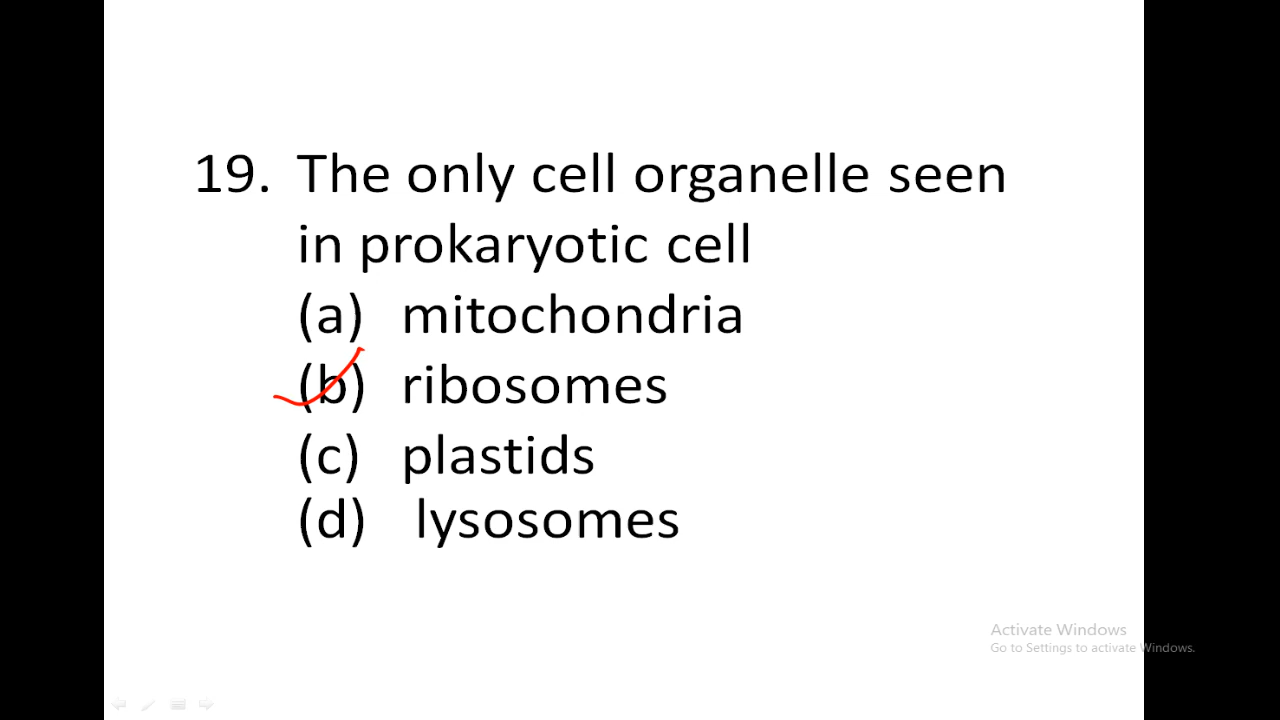 19. The only cell organelle seen
in prokaryotic cell
(a) mitochondria
(b) ribosomes
(c) plastids
(d) lysosomes
Activate Windows
Go to Settings to activate Windows.